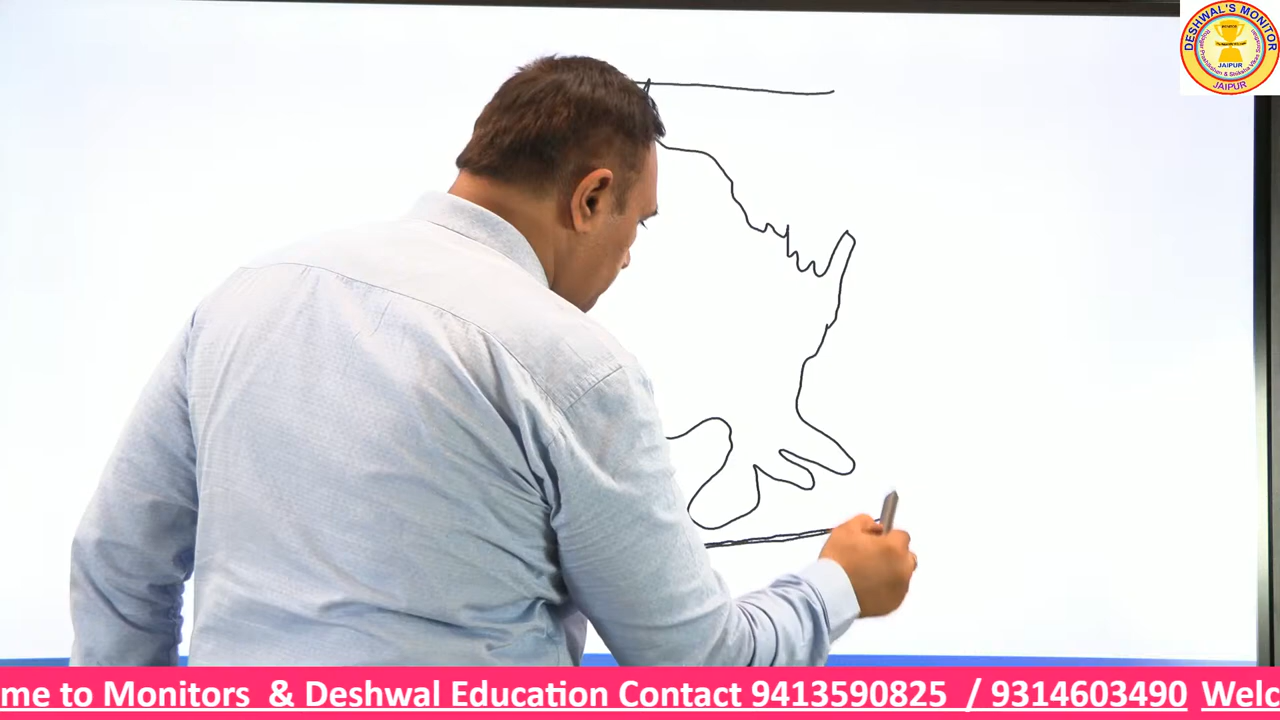 DESHWAL'S MONITOR
JAIPUR
JAIPUR
me to Monitors & Deshwal Education Contact 9413590825 / 9314603490 Welc